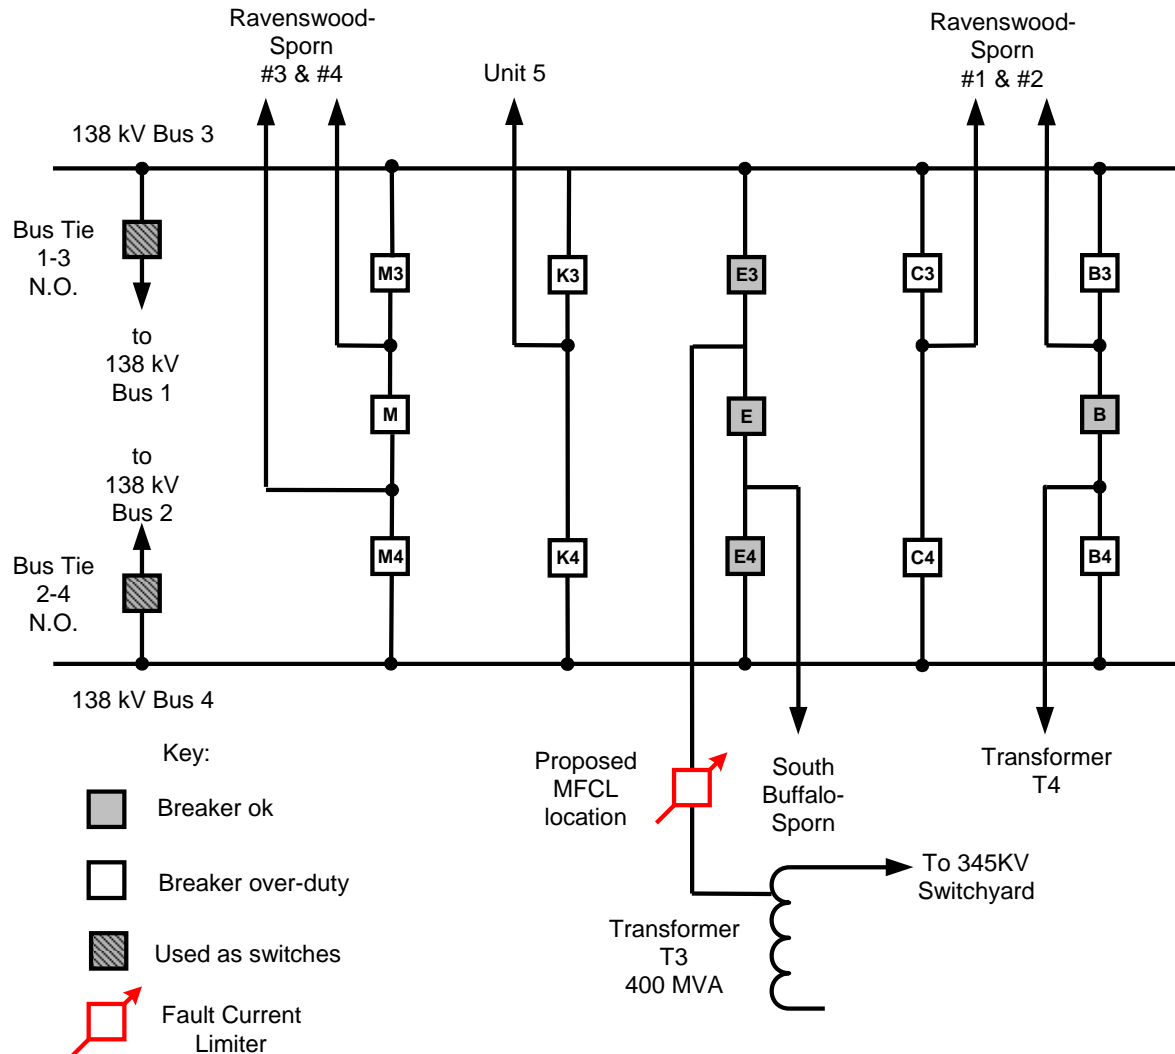 Ravenswood-
Sporn
#3 & #4
Unit 5
Ravenswood-
Sporn
#1 & #2
138 kV Bus 3
Bus Tie
1-3
N.O.
M3
K3
E3
C3
B3
to
138 kV
Bus 1
M
E
B
to
138 kV
Bus 2
Bus Tie
2-4
N.O.
M4
K4
E4
C4
B4
138 kV Bus 4
Key:
Breaker ok
Breaker over-duty
Used as switches
Fault Current
Limiter
Proposed
MFCL
location
South
Buffalo-
Sporn
Transformer
T4
To 345KV
Switchyard
Transformer
T3
400 MVA